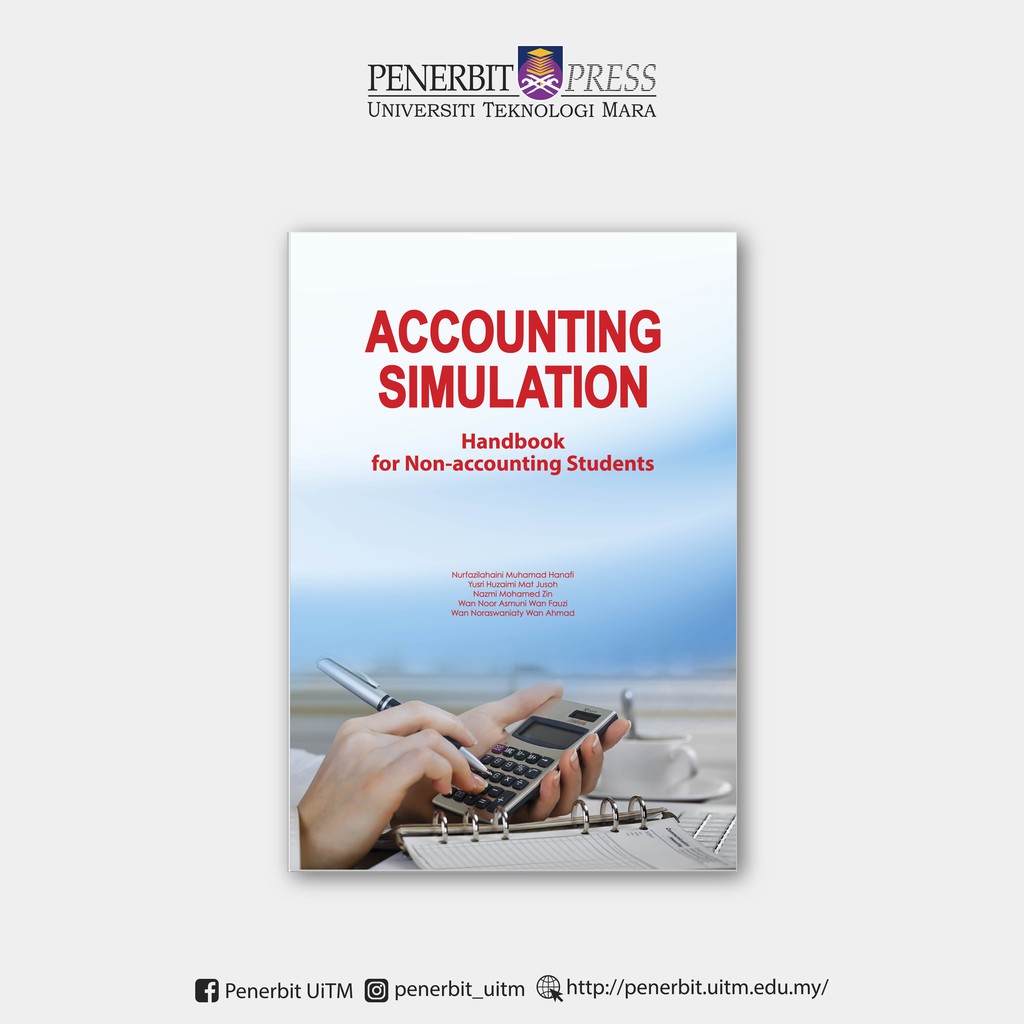 PENERBIT PRESS
UNIVERSITI TEKNOLOGI MARA
ACCOUNTING
SIMULATION
Handbook
for Non-accounting Students
Nurfazilahaini Muhamad Hanafi
Yusri Huzaimi Mat Jusoh
Nazmi Mohamed Zin
Wan Noor Asmuni Wan Fauzi
Wan Noraswaniaty Wan Ahmad
Penerbit UiTM penerbit_uitm http://penerbit.uitm.edu.my/